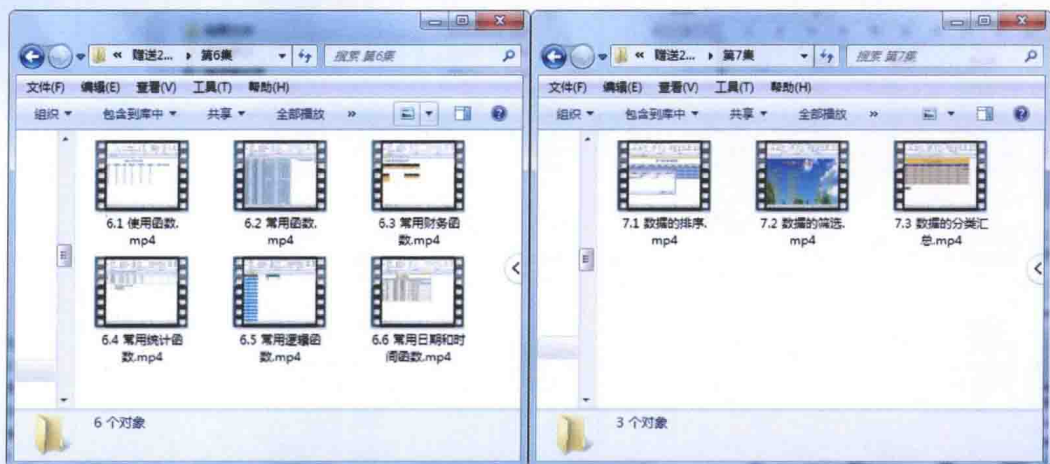 « 赠送2... ▸ 第6集
搜索 第6集
文件(F) 编辑(E) 查看(V) 工具(T) 帮助(H)
组织 包含到库中 共享 全部播放 »
6.1 使用函数.
mp4
6.2 常用函数.
mp4
6.3 常用财务函
数.mp4
6.4 常用统计函
数.mp4
6.5 常用逻辑函
数.mp4
6.6 常用日期和时
间函数.mp4
6 个对象
« 赠送2... ▸ 第7集
搜索 第7集
文件(F) 编辑(E) 查看(V) 工具(T) 帮助(H)
组织 包含到库中 共享 全部播放 »
7.1 数据的排序.
mp4
7.2 数据的筛选.
mp4
7.3 数据的分类汇
总.mp4
3 个对象